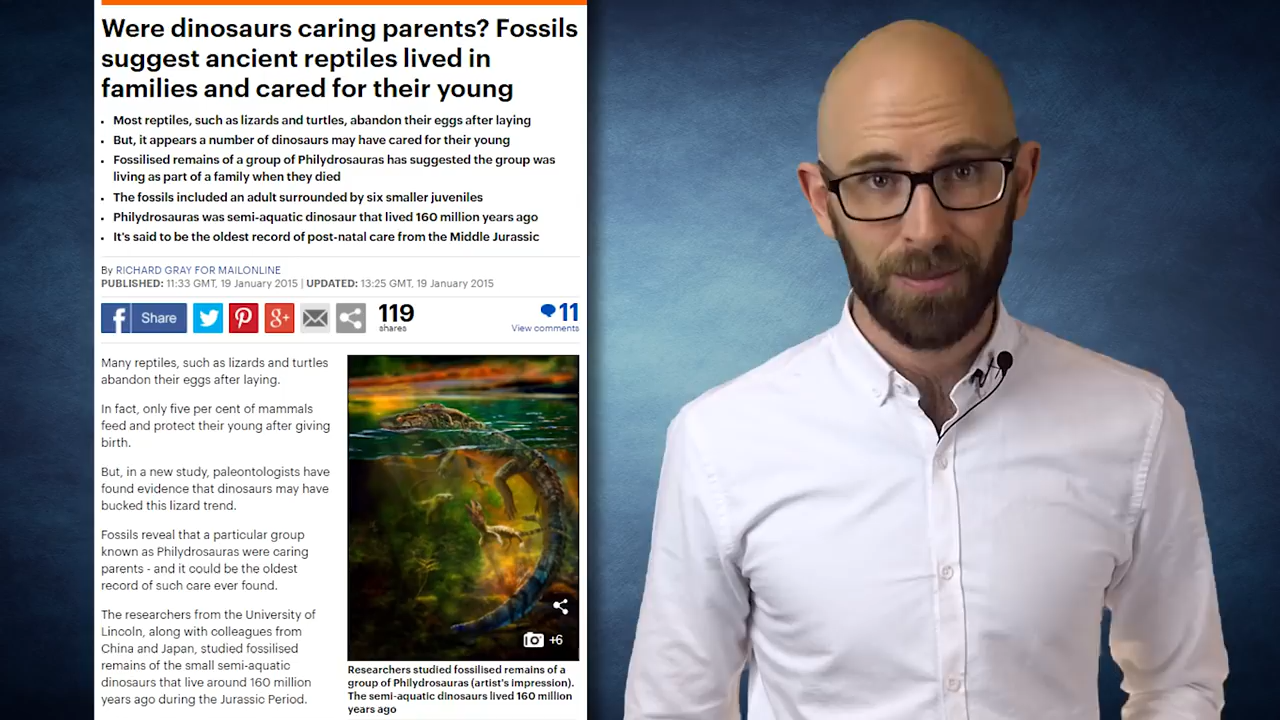 Were dinosaurs caring parents? Fossils
suggest ancient reptiles lived in
families and cared for their young
Most reptiles, such as lizards and turtles, abandon their eggs after laying
But, it appears a number of dinosaurs may have cared for their young
Fossilised remains of a group of Philydrosauras has suggested the group was
living as part of a family when they died
The fossils included an adult surrounded by six smaller juveniles
Philydrosauras was semi-aquatic dinosaur that lived 160 million years ago
It's said to be the oldest record of post-natal care from the Middle Jurassic
By RICHARD GRAY FOR MAILONLINE
PUBLISHED: 11:33 GMT, 19 January 2015 | UPDATED: 13:25 GMT, 19 January 2015
f Share
g+
119
shares
11
View comments
Many reptiles, such as lizards and turtles
abandon their eggs after laying.
In fact, only five per cent of mammals
feed and protect their young after giving
birth.
But, in a new study, paleontologists have
found evidence that dinosaurs may have
bucked this lizard trend.
Fossils reveal that a particular group
known as Philydrosauras were caring
parents - and it could be the oldest
record of such care ever found.
The researchers from the University of
Lincoln, along with colleagues from
China and Japan, studied fossilised
remains of the small semi-aquatic
dinosaurs that live around 160 million
years ago during the Jurassic Period.
+6
Researchers studied fossilised remains of a
group of Philydrosauras (artist's impression).
The semi-aquatic dinosaurs lived 160 million
years ago